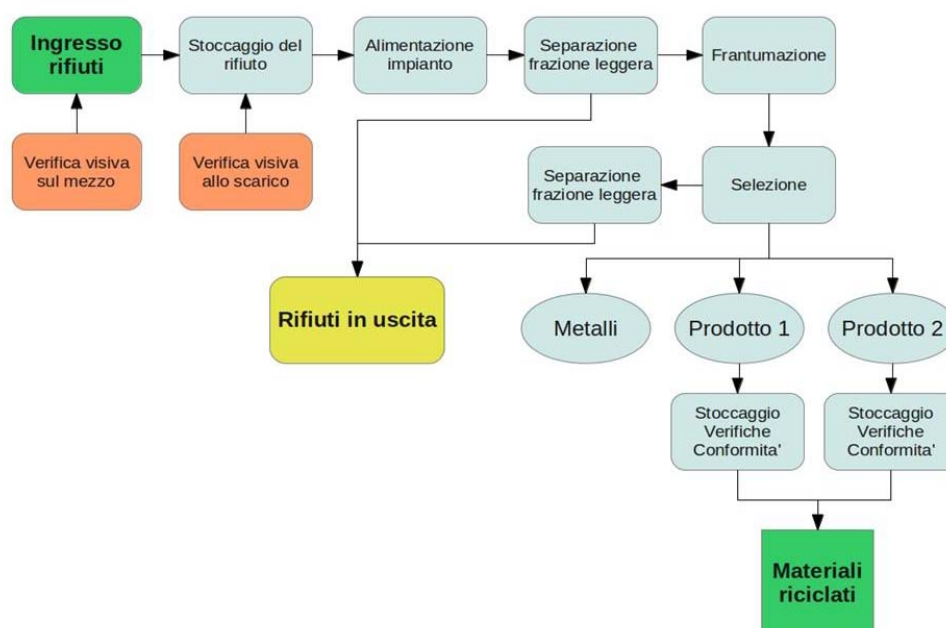 Ingresso
rifiuti
Stoccaggio del
rifiuto
Alimentazione
impianto
Separazione
frazione leggera
Frantumazione
Verifica visiva
sul mezzo
Verifica visiva
allo scarico
Separazione
frazione leggera
Selezione
Rifiuti in uscita
Metalli
Prodotto 1
Prodotto 2
Stoccaggio
Verifiche
Conformita'
Stoccaggio
Verifiche
Conformita'
Materiali
riciclati